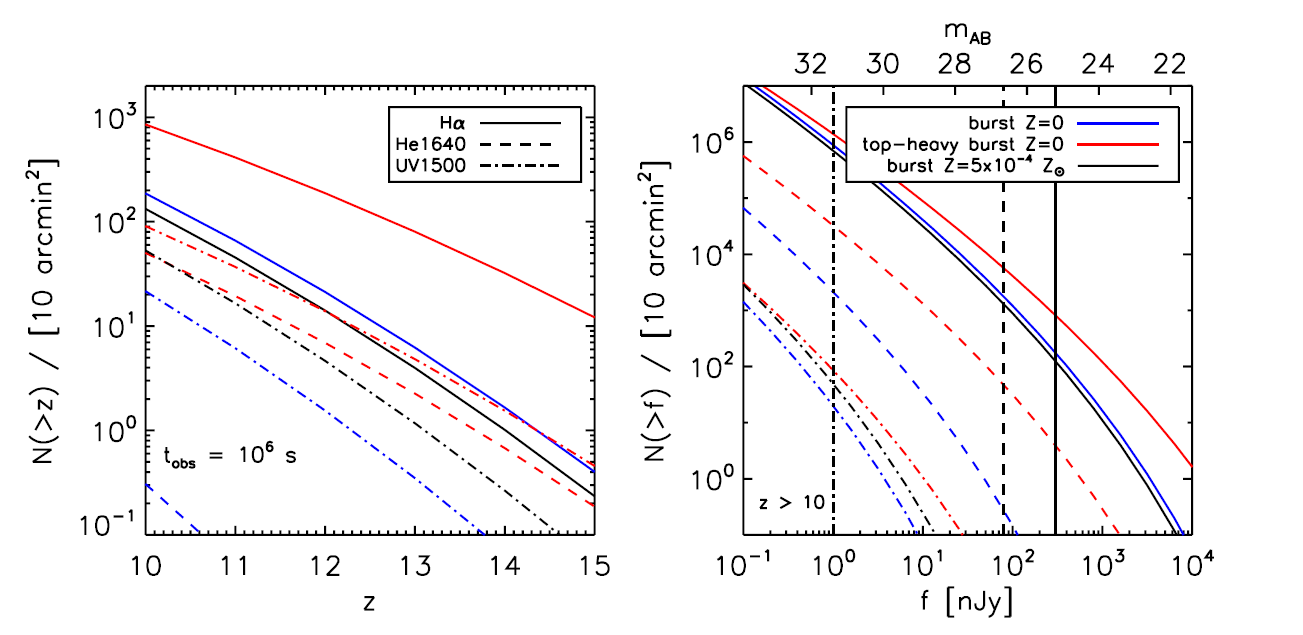 N(>z) / [10 arcmin²]
10³
10²
10¹
10⁰
10⁻¹
Hα
He1640
UV1500
t_obs = 10⁶ s
10 11 12 13 14 15
z
m_AB
32 30 28 26 24 22
N(>f) / [10 arcmin²]
10⁶
10⁴
10²
10⁰
burst Z=0
top-heavy burst Z=0
burst Z=5x10⁻⁴ Z⊙
z > 10
10⁻¹ 10⁰ 10¹ 10² 10³ 10⁴
f [nJy]